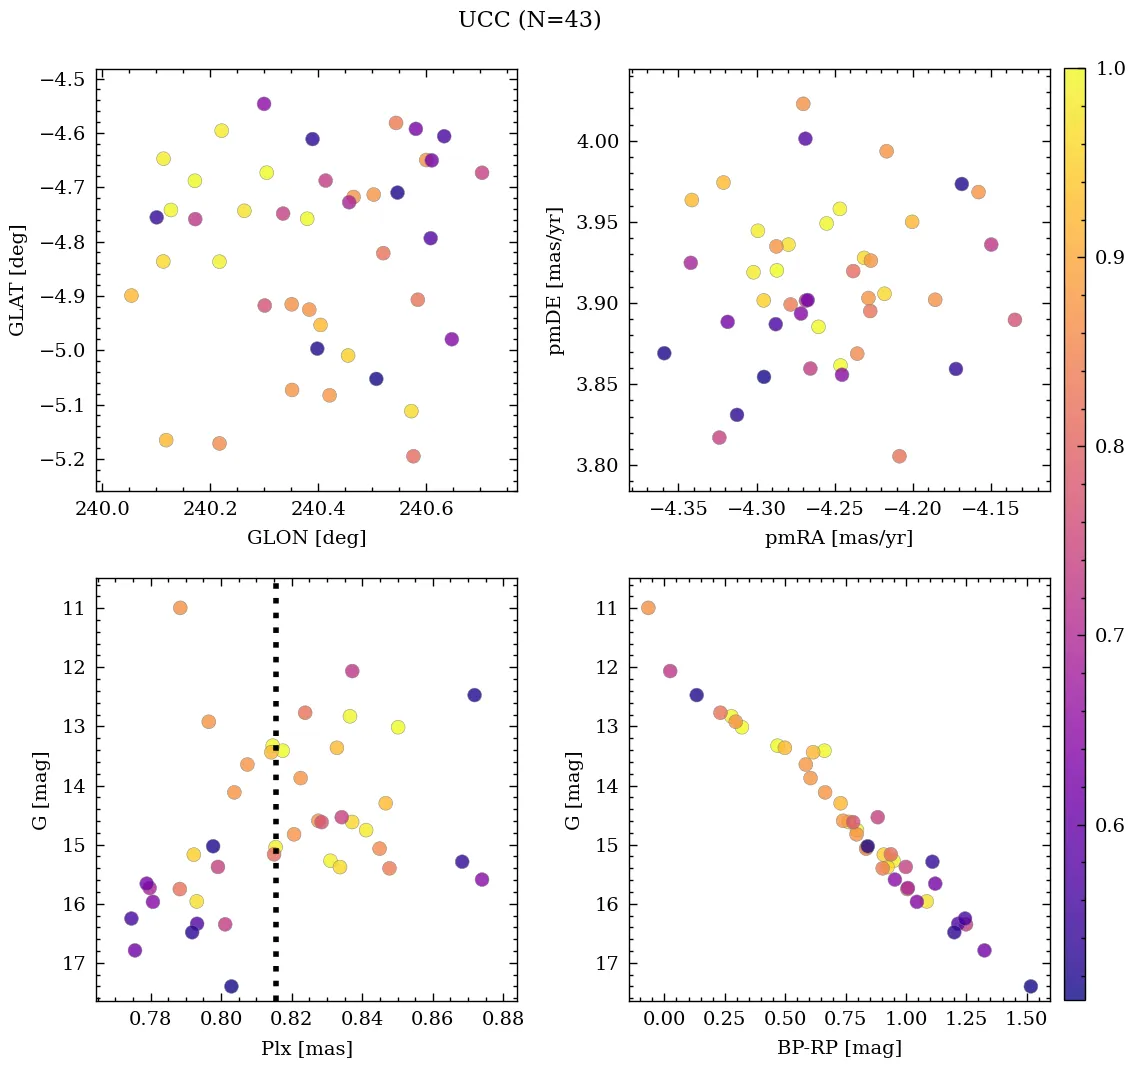 UCC (N=43)
−4.5
−4.6
−4.7
−4.8
−4.9
−5.0
−5.1
−5.2
GLAT [deg]
240.0 240.2 240.4 240.6
GLON [deg]
4.00
3.95
3.90
3.85
3.80
pmDE [mas/yr]
−4.35 −4.30 −4.25 −4.20 −4.15
pmRA [mas/yr]
1.0
0.9
0.8
0.7
0.6
11
12
13
14
15
16
17
G [mag]
0.78 0.80 0.82 0.84 0.86 0.88
Plx [mas]
11
12
13
14
15
16
17
G [mag]
0.00 0.25 0.50 0.75 1.00 1.25 1.50
BP-RP [mag]